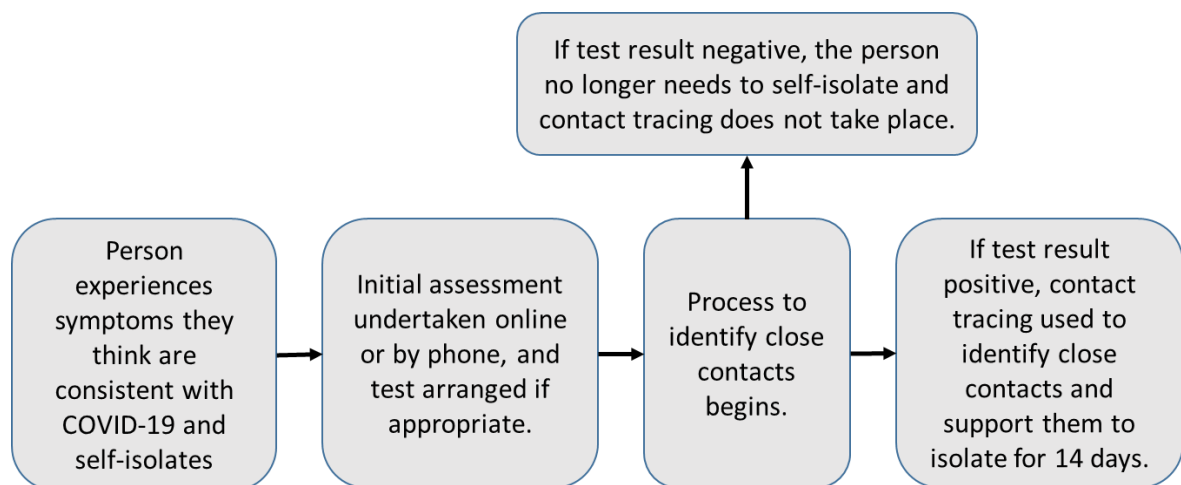 If test result negative, the person
no longer needs to self-isolate and
contact tracing does not take place.
Person
experiences
symptoms they
think are
consistent with
COVID-19 and
self-isolates
Initial assessment
undertaken online
or by phone, and
test arranged if
appropriate.
Process to
identify close
contacts
begins.
If test result
positive, contact
tracing used to
identify close
contacts and
support them to
isolate for 14 days.